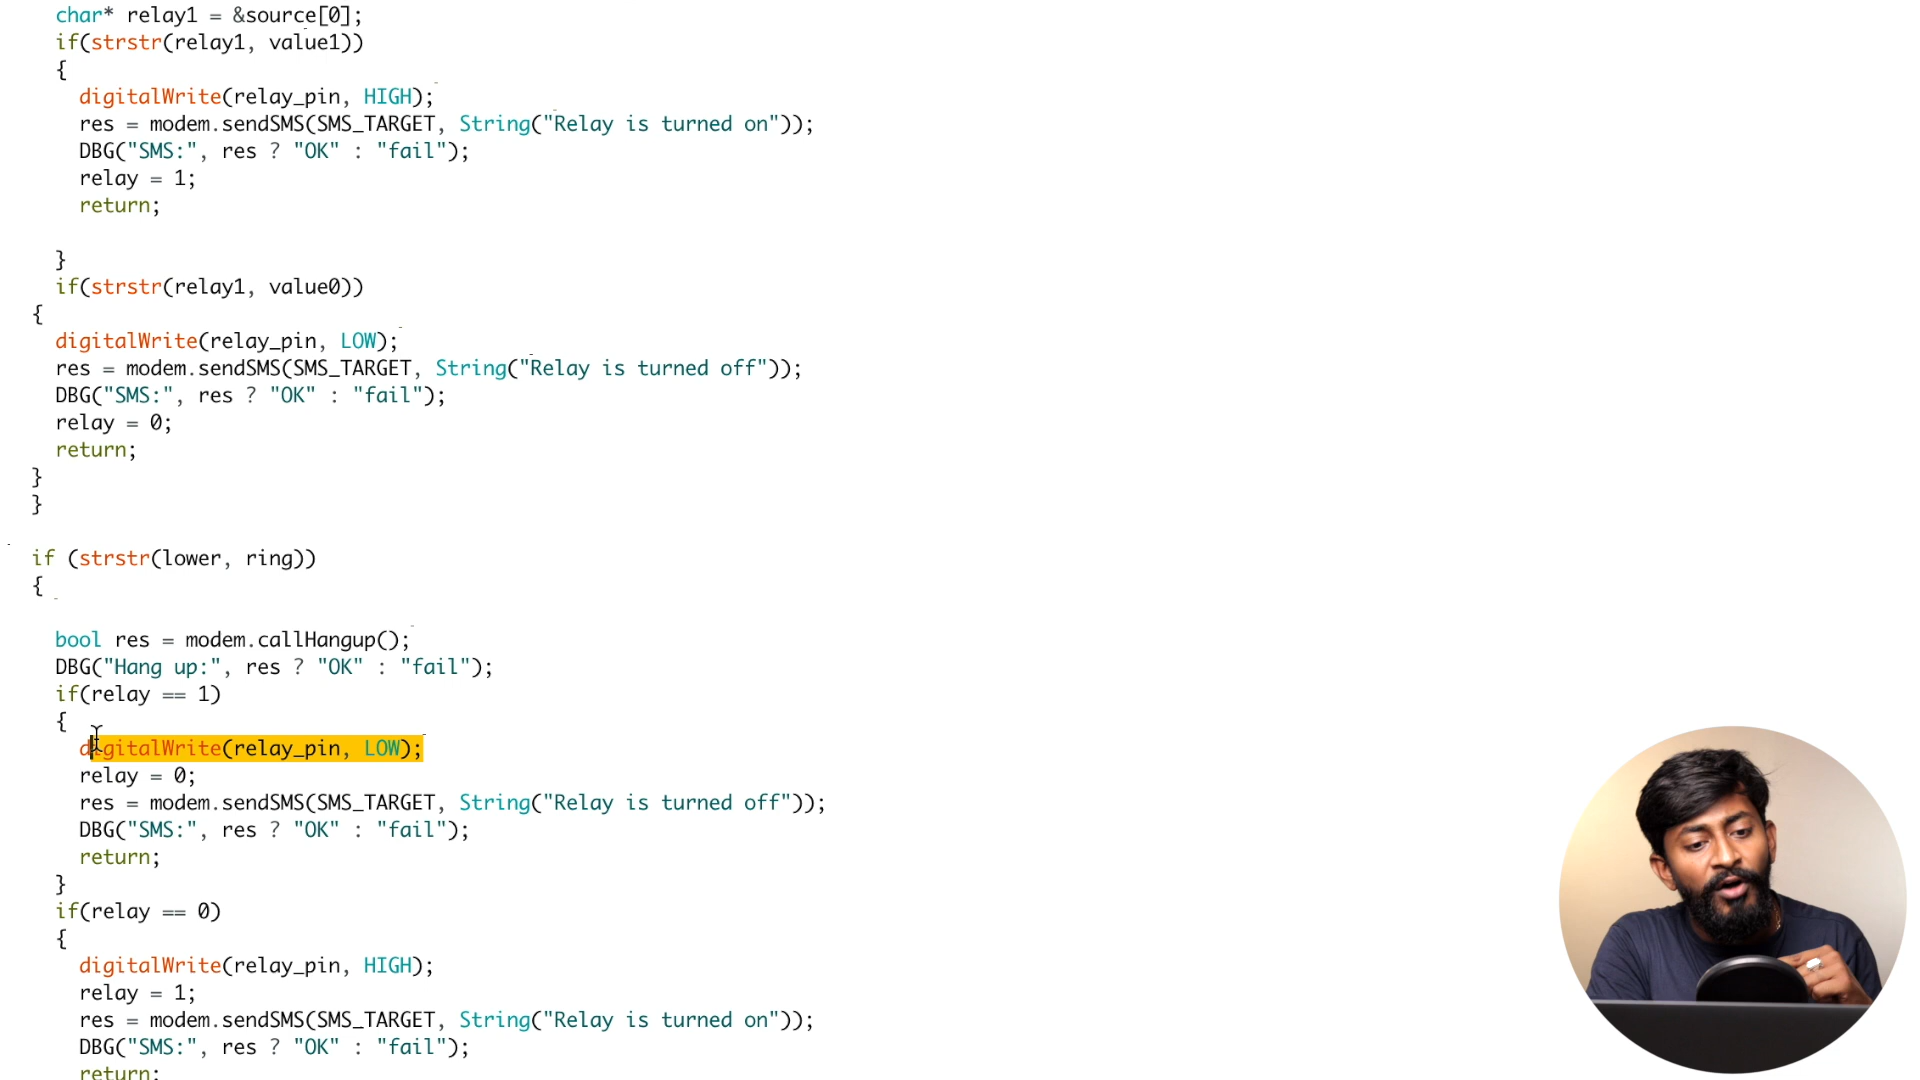 char* relay1 = &source[0];
if(strstr(relay1, value1))
{
digitalWrite(relay_pin, HIGH);
res = modem.sendSMS(SMS_TARGET, String("Relay is turned on"));
DBG("SMS:", res ? "OK" : "fail");
relay = 1;
return;
}
if(strstr(relay1, value0))
{
digitalWrite(relay_pin, LOW);
res = modem.sendSMS(SMS_TARGET, String("Relay is turned off"));
DBG("SMS:", res ? "OK" : "fail");
relay = 0;
return;
}
}
if (strstr(lower, ring))
{
bool res = modem.callHangup();
DBG("Hang up:", res ? "OK" : "fail");
if(relay == 1)
{
digitalWrite(relay_pin, LOW);
relay = 0;
res = modem.sendSMS(SMS_TARGET, String("Relay is turned off"));
DBG("SMS:", res ? "OK" : "fail");
return;
}
if(relay == 0)
{
digitalWrite(relay_pin, HIGH);
relay = 1;
res = modem.sendSMS(SMS_TARGET, String("Relay is turned on"));
DBG("SMS:", res ? "OK" : "fail");
return;